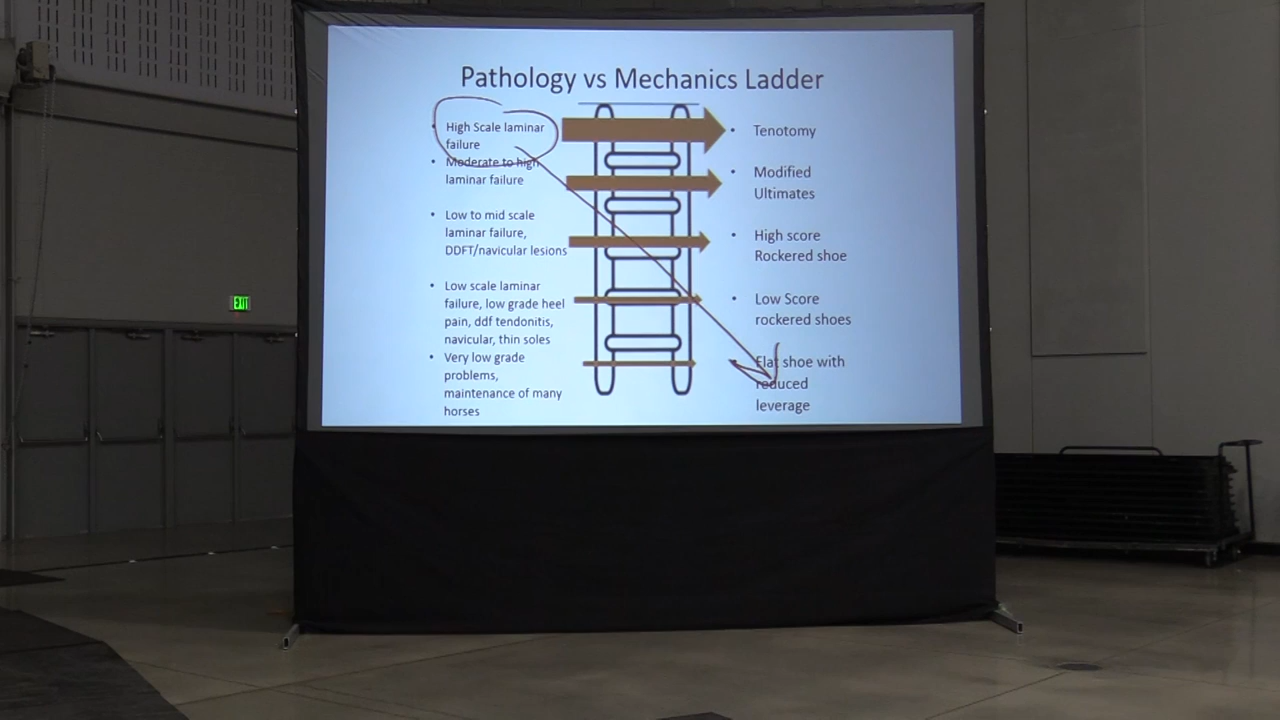 Pathology vs Mechanics Ladder
• High Scale laminar
failure
• Moderate to high
laminar failure
• Low to mid scale
laminar failure,
DDFT/navicular lesions
• Low scale laminar
failure, low grade heel
pain, ddf tendonitis,
navicular, thin soles
• Very low grade
problems,
maintenance of many
horses
• Tenotomy
• Modified
Ultimates
• High score
Rockered shoe
• Low Score
rockered shoes
• Flat shoe with
reduced
leverage
EXIT